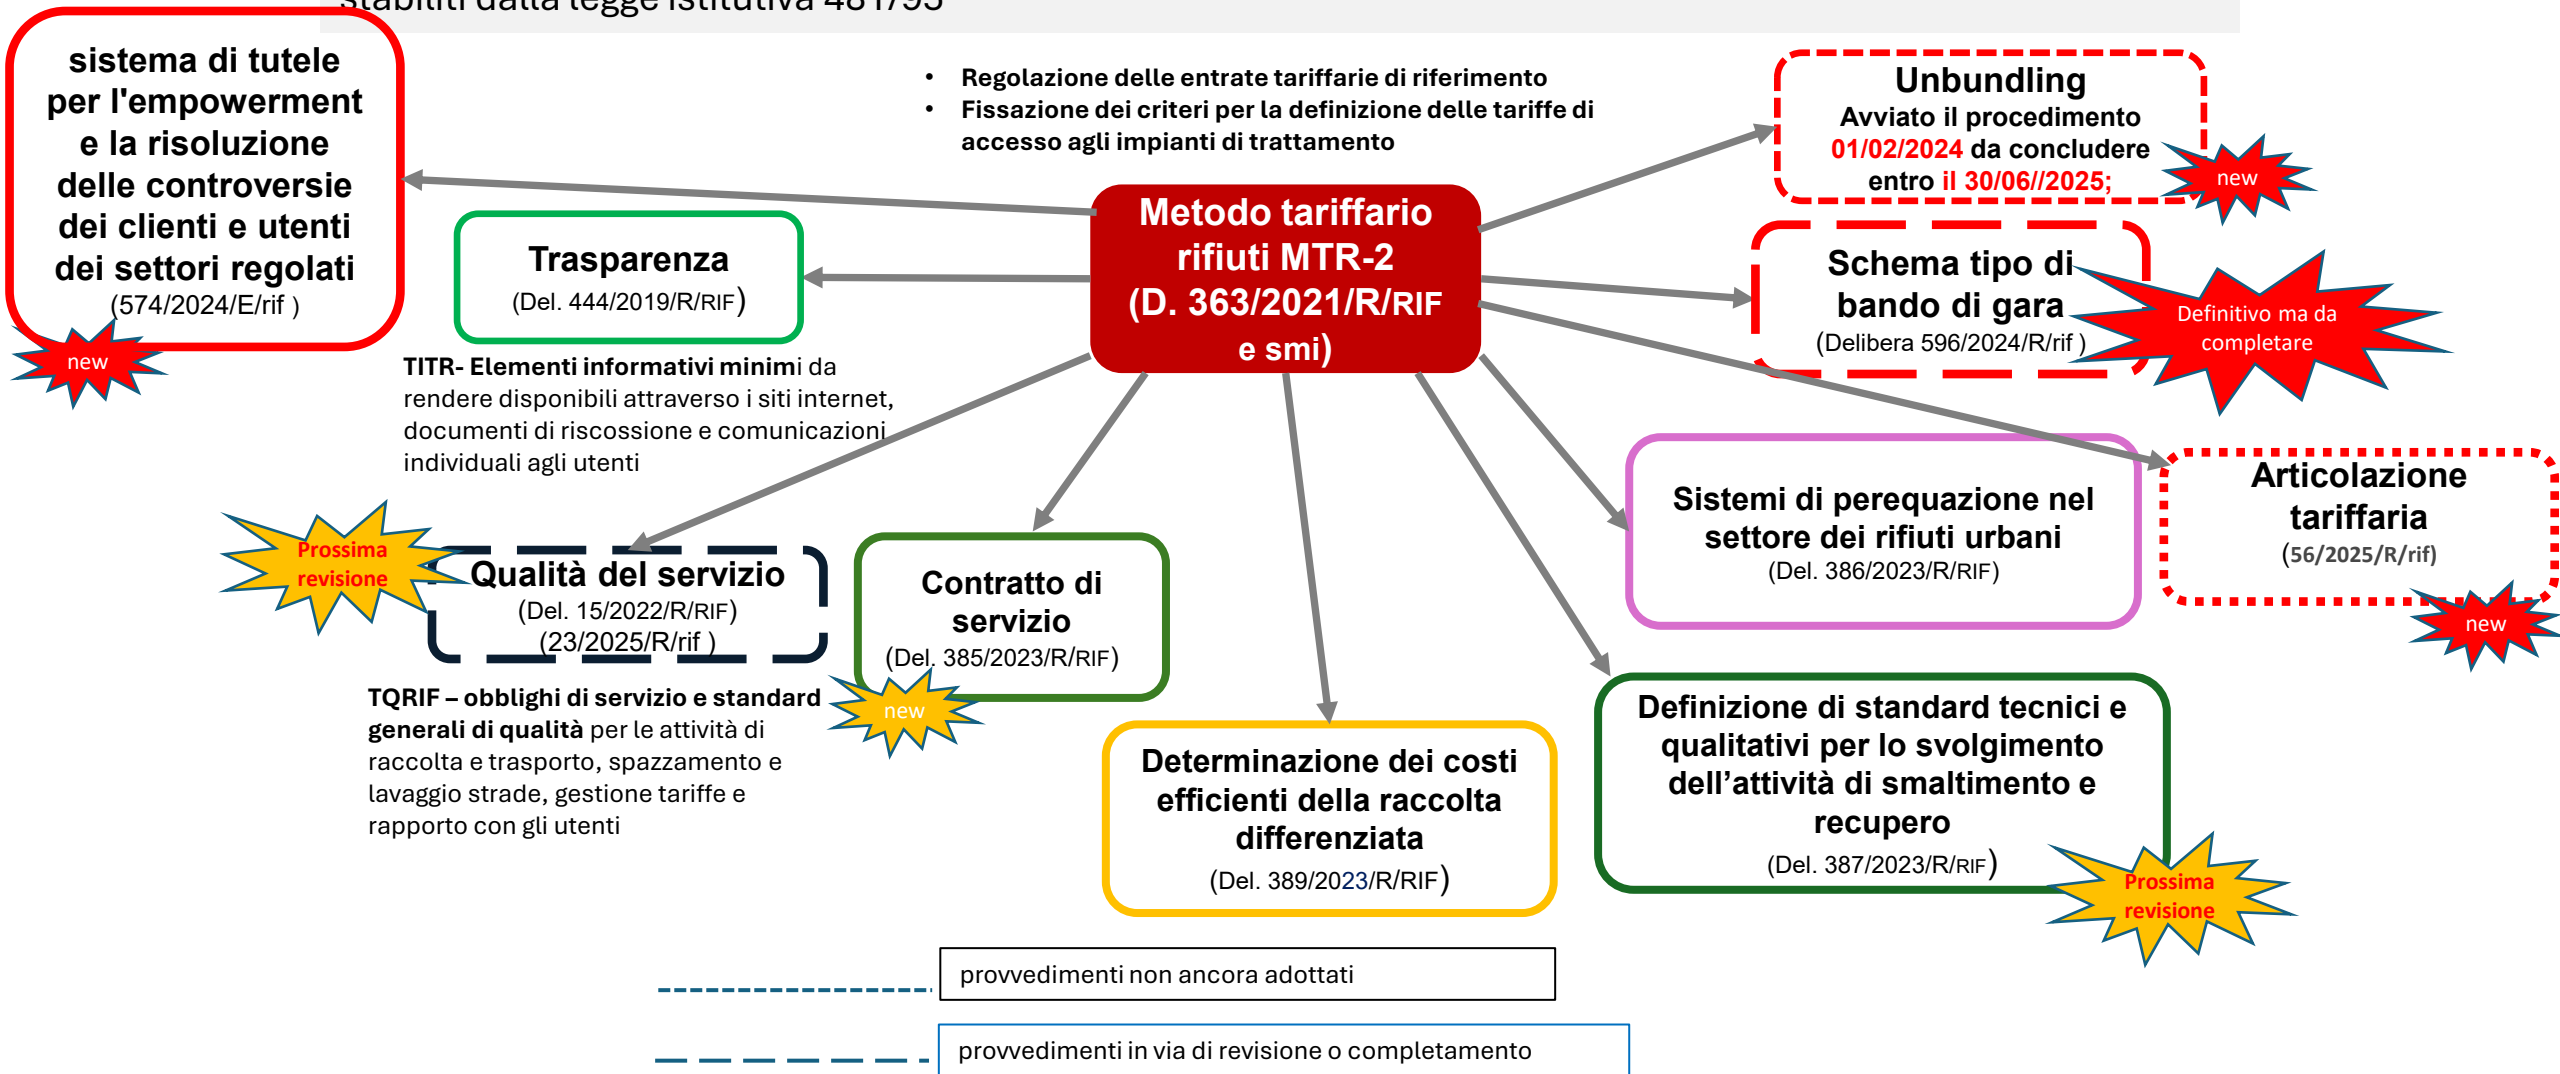 stabiliti dalla legge istitutiva 481/95
sistema di tutele
per l'empowerment
e la risoluzione
delle controversie
dei clienti e utenti
dei settori regolati
(574/2024/E/rif )
new
• Regolazione delle entrate tariffarie di riferimento
• Fissazione dei criteri per la definizione delle tariffe di
accesso agli impianti di trattamento
Metodo tariffario
rifiuti MTR-2
(D. 363/2021/R/RIF
e smi)
Unbundling
Avviato il procedimento
01/02/2024 da concludere
entro il 30/06//2025;
new
Trasparenza
(Del. 444/2019/R/RIF)
TITR- Elementi informativi minimi da
rendere disponibili attraverso i siti internet,
documenti di riscossione e comunicazioni
individuali agli utenti
Schema tipo di
bando di gara
(Delibera 596/2024/R/rif )
Definitivo ma da
completare
Prossima
revisione
Qualità del servizio
(Del. 15/2022/R/RIF)
(23/2025/R/rif )
TQRIF – obblighi di servizio e standard
generali di qualità per le attività di
raccolta e trasporto, spazzamento e
lavaggio strade, gestione tariffe e
rapporto con gli utenti
Contratto di
servizio
(Del. 385/2023/R/RIF)
new
Determinazione dei costi
efficienti della raccolta
differenziata
(Del. 389/2023/R/RIF)
Sistemi di perequazione nel
settore dei rifiuti urbani
(Del. 386/2023/R/RIF)
Articolazione
tariffaria
(56/2025/R/rif)
new
Definizione di standard tecnici e
qualitativi per lo svolgimento
dell’attività di smaltimento e
recupero
(Del. 387/2023/R/RIF)
Prossima
revisione
provvedimenti non ancora adottati
provvedimenti in via di revisione o completamento